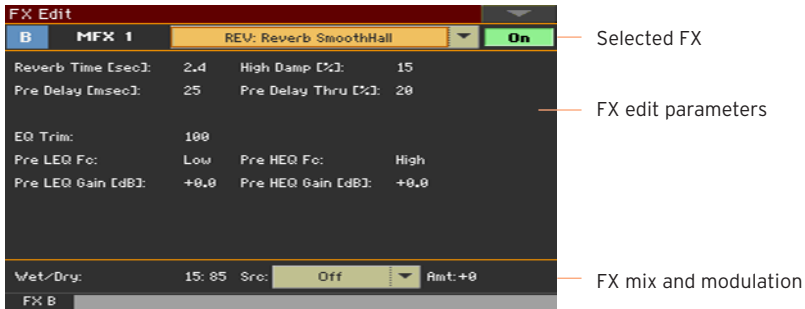 FX Edit
B MFX 1 REV: Reverb SmoothHall On Selected FX
Reverb Time [sec]: 2.4 High Damp [%]: 15
Pre Delay [msec]: 25 Pre Delay Thru [%]: 20
FX edit parameters
EQ Trim: 100
Pre LEQ Fc: Low Pre HEQ Fc: High
Pre LEQ Gain [dB]: +0.0 Pre HEQ Gain [dB]: +0.0
Wet/Dry: 15: 85 Src: Off Amt:+0 FX mix and modulation
FX B